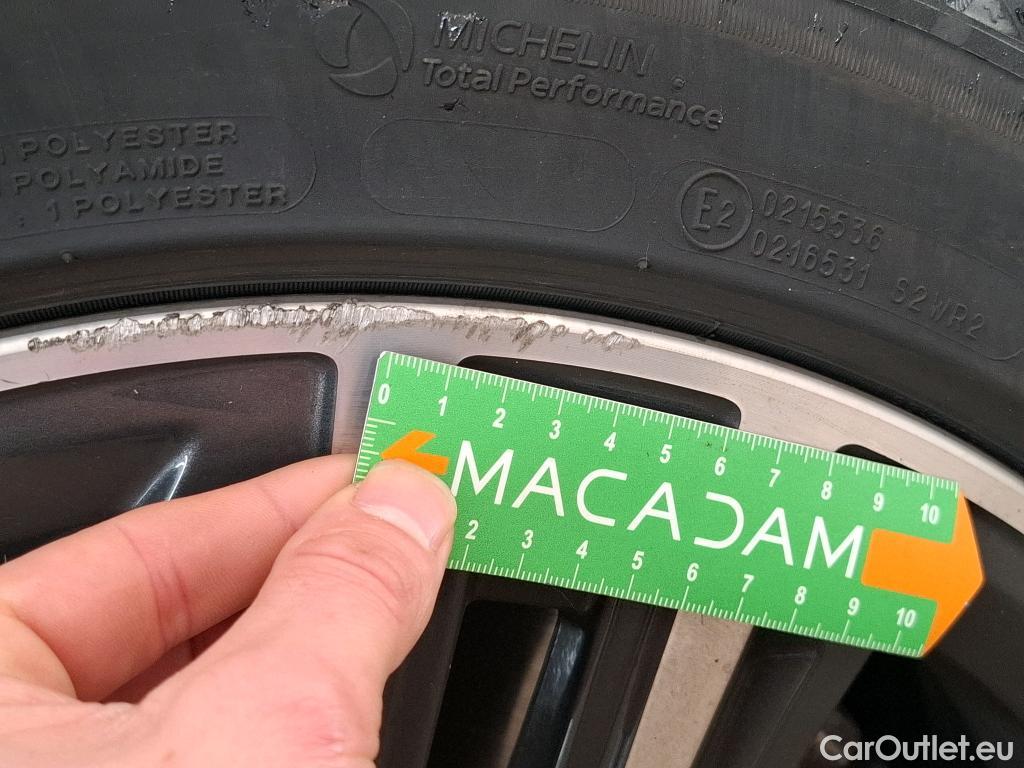 MICHELIN
Total Performance
1 POLYESTER
POLYAMIDE
: 1 POLYESTER
E2
0215536
0216531 S2WR2
0 1 2 3 4 5 6 7 8 9 10
MACADAM
2 3 4 5 6 7 8 9 10
CarOutlet.eu